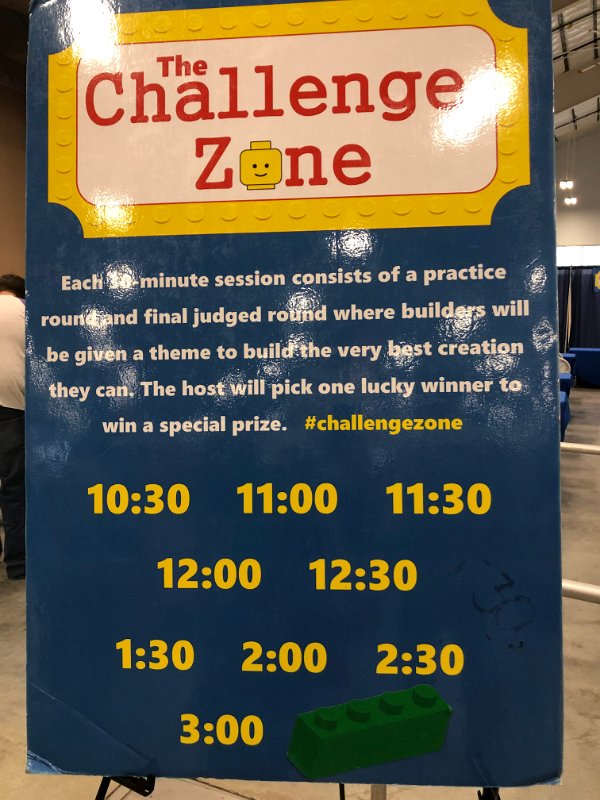 The
Challenge
Zone
Each 30-minute session consists of a practice
round and final judged round where builders will
be given a theme to build the very best creation
they can. The host will pick one lucky winner to
win a special prize. #challengezone
10:30 11:00 11:30
12:00 12:30
1:30 2:00 2:30
3:00